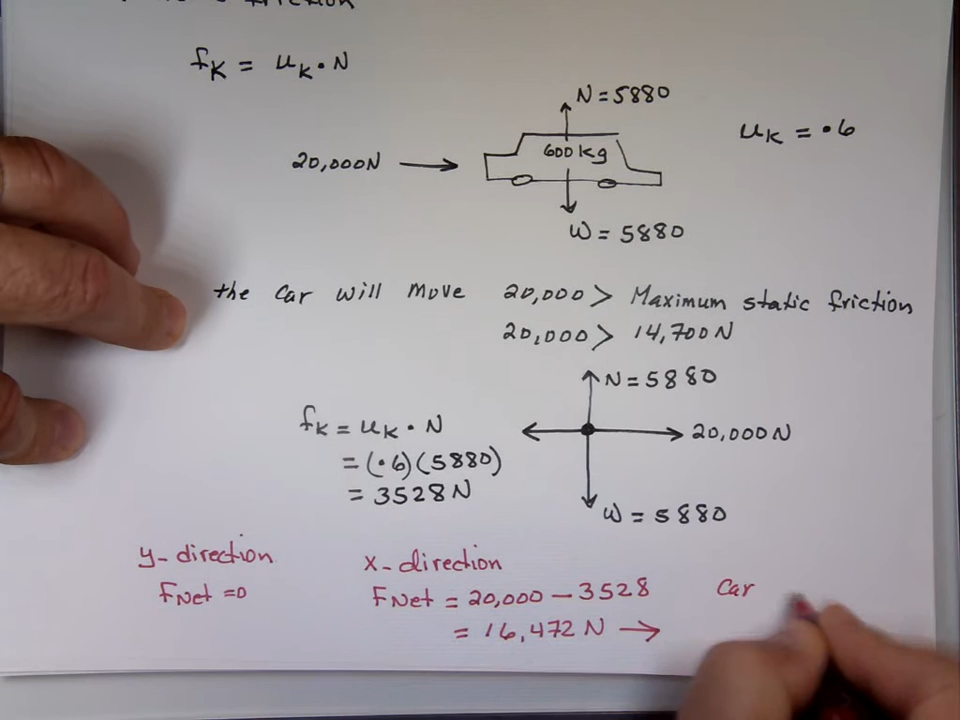 friction
fK = uK • N
N = 5880
uK = .6
20,000N
600 kg
W = 5880
the car will move 20,000 > Maximum static friction
20,000 > 14,700 N
N = 5880
fK = uK • N
20,000 N
= (.6)(5880)
= 3528 N
W = 5880
y-direction
x-direction
FNet = 0
FNet = 20,000 – 3528
Car
= 16,472 N →